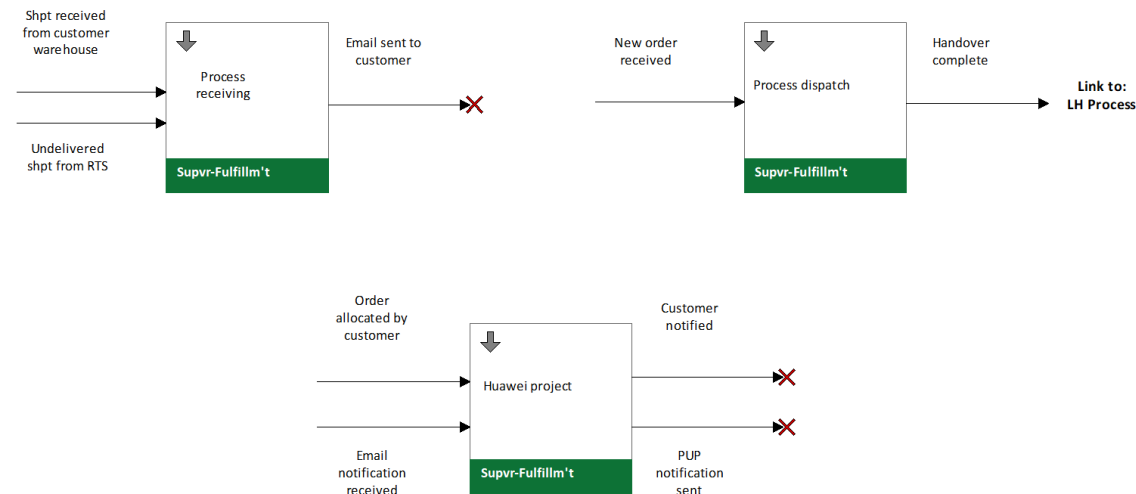 Shpt received
from customer
warehouse
Process
receiving
Email sent to
customer
Undelivered
shpt from RTS
Supvr-Fulfillm't
New order
received
Process dispatch
Handover
complete
Link to:
LH Process
Supvr-Fulfillm't
Order
allocated by
customer
Huawei project
Customer
notified
Email
notification
received
Supvr-Fulfillm't
PUP
notification
sent